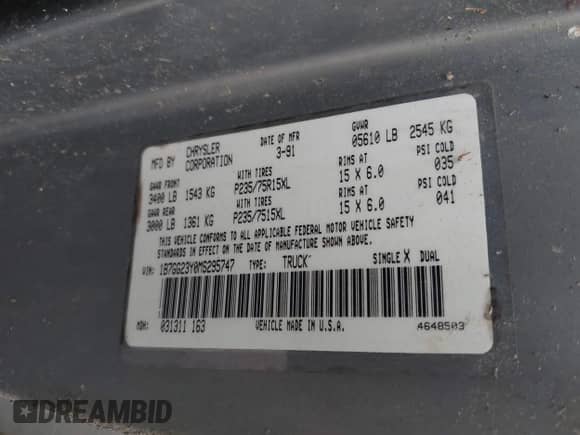 MFD BY CHRYSLER CORPORATION DATE OF MFR 3-91 GVWR 05610 LB 2545 KG
GAWR FRONT WITH TIRES RIMS AT PSI COLD
3400 LB 1543 KG P235/75R15XL 15 X 6.0 035
GAWR REAR WITH TIRES RIMS AT PSI COLD
3000 LB 1361 KG P235/7515XL 15 X 6.0 041
THIS VEHICLE CONFORMS TO ALL APPLICABLE FEDERAL MOTOR VEHICLE SAFETY
STANDARDS IN EFFECT ON THE DATE OF MANUFACTURE SHOWN ABOVE.
VIN: 1B7GG23Y0MS295747 TYPE: TRUCK SINGLE X DUAL
MDH: 031311 163 VEHICLE MADE IN U.S.A. 4648503
DREAMBID